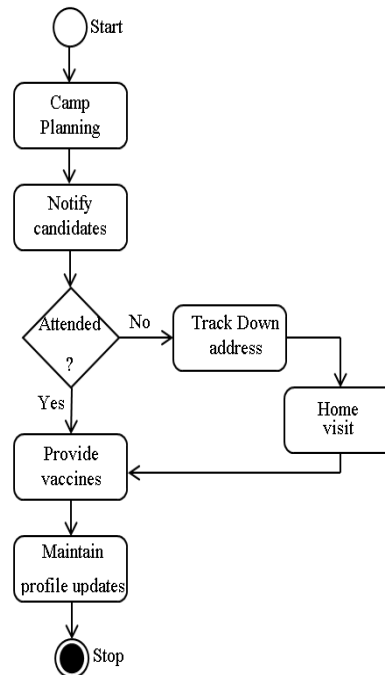 Start
Camp
Planning
Notify
candidates
Attended
?
No
Track Down
address
Yes
Home
visit
Provide
vaccines
Maintain
profile updates
Stop